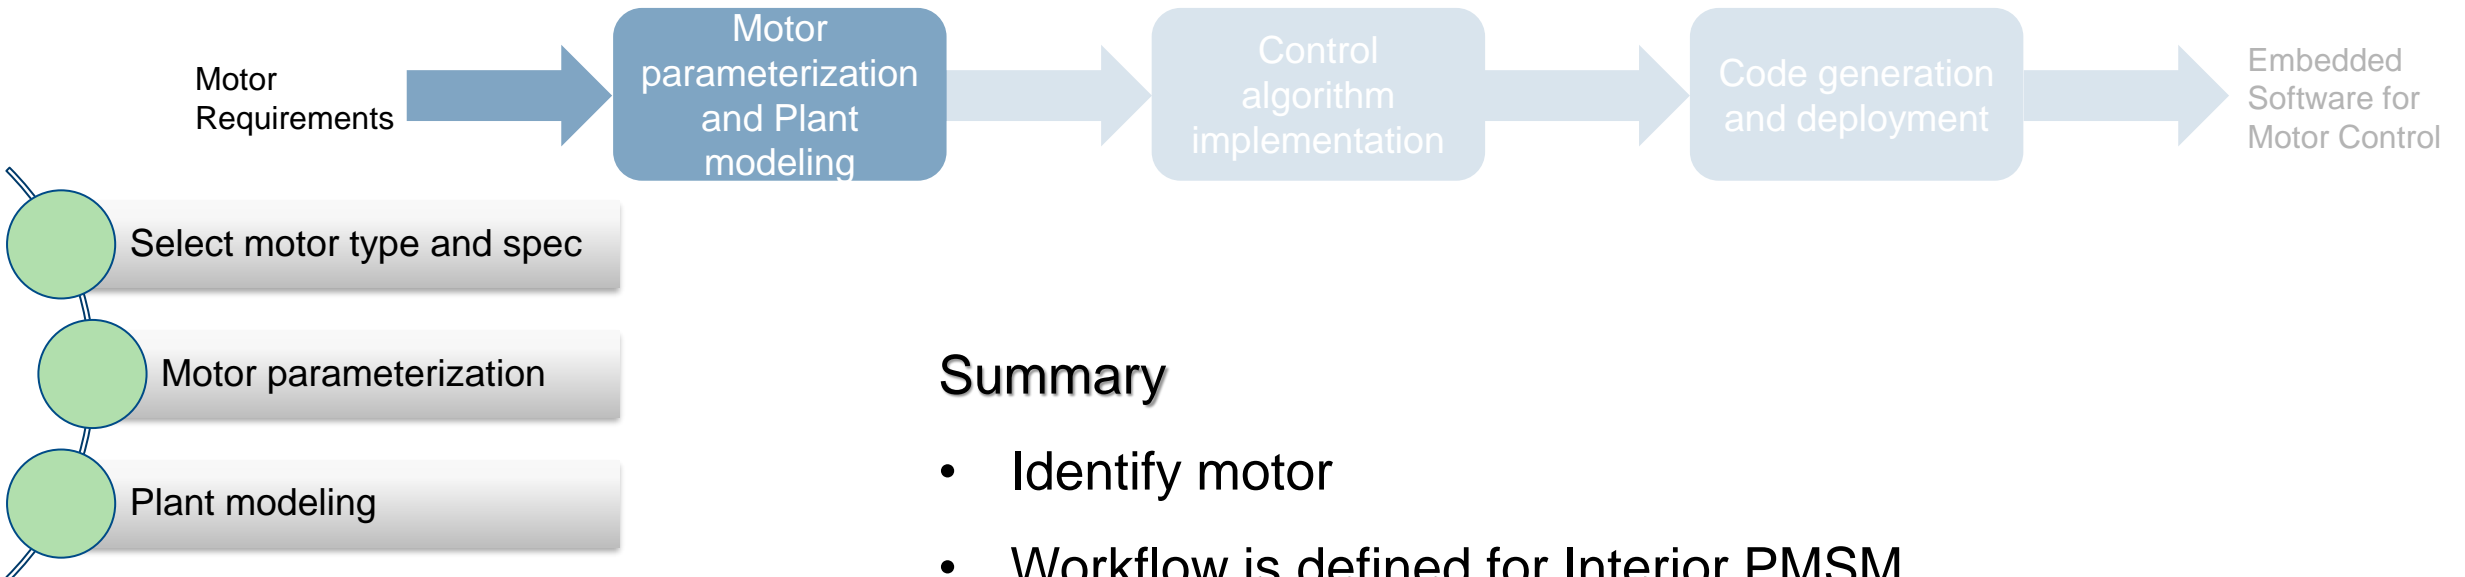 Motor
Requirements
Motor
parameterization
and Plant
modeling
Control
algorithm
implementation
Code generation
and deployment
Embedded
Software for
Motor Control
Select motor type and spec
Motor parameterization
Plant modeling
Summary
• Identify motor
• Workflow is defined for Interior PMSM